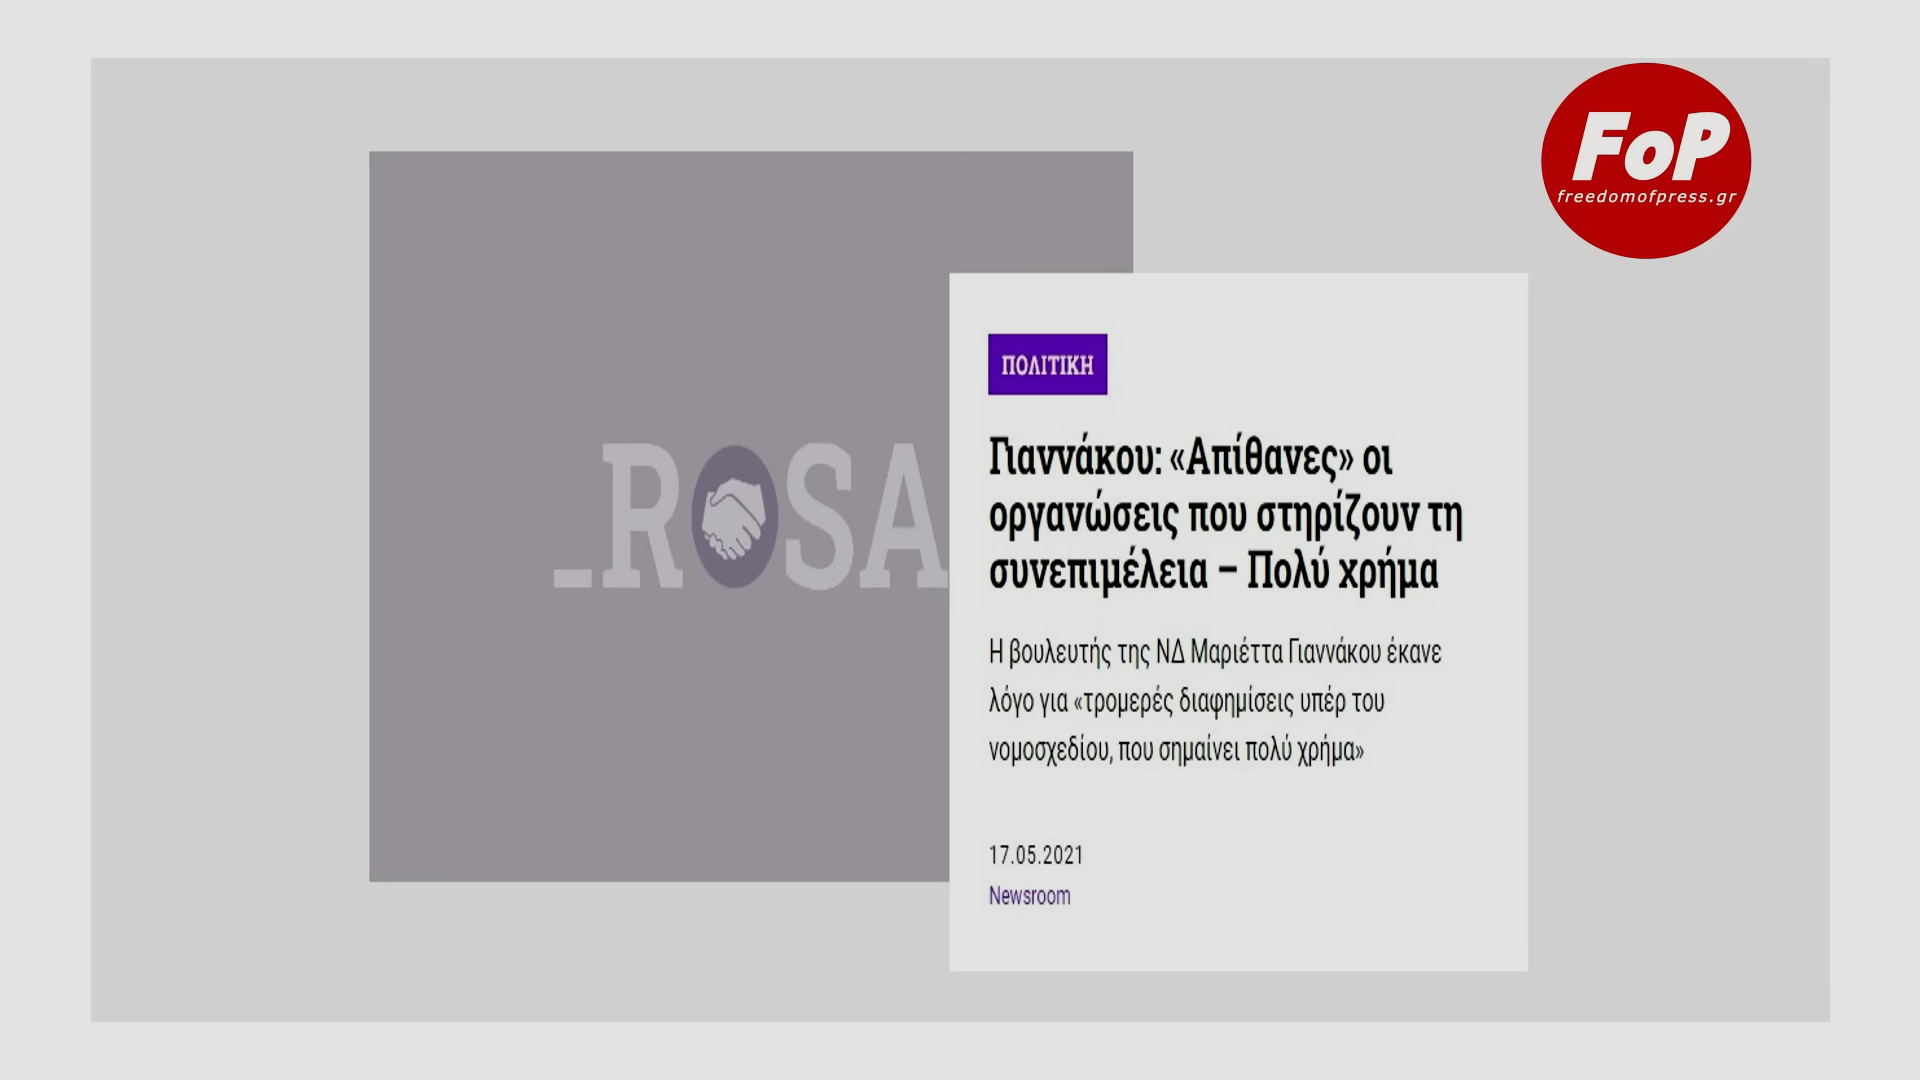 FoP
freedomofpress.gr
_ROSA
ΠΟΛΙΤΙΚΗ
Γιαννάκου: «Απίθανες» οι
οργανώσεις που στηρίζουν τη
συνεπιμέλεια – Πολύ χρήμα
Η βουλευτής της ΝΔ Μαριέττα Γιαννάκου έκανε
λόγο για «τρομερές διαφημίσεις υπέρ του
νομοσχεδίου, που σημαίνει πολύ χρήμα»
17.05.2021
Newsroom